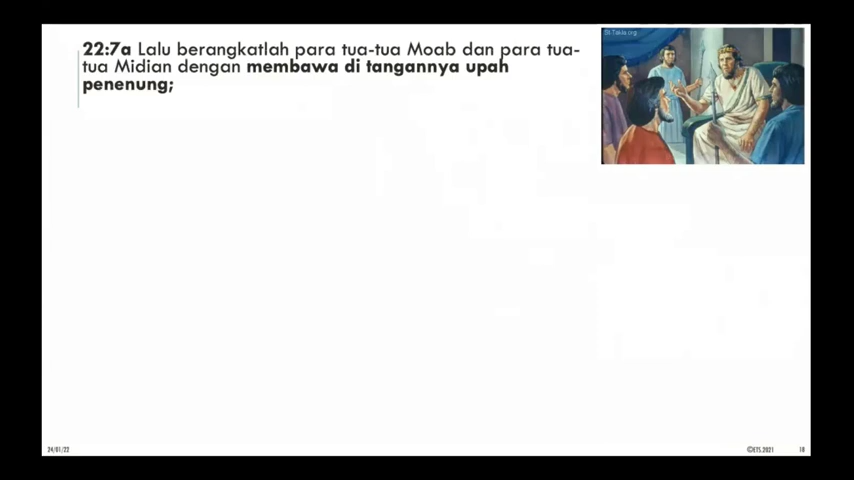 22:7a Lalu berangkatlah para tua-tua Moab dan para tua-
tua Midian dengan membawa di tangannya upah
penenung;
St-Takla.org
24/01/22
©ETS.2021
18